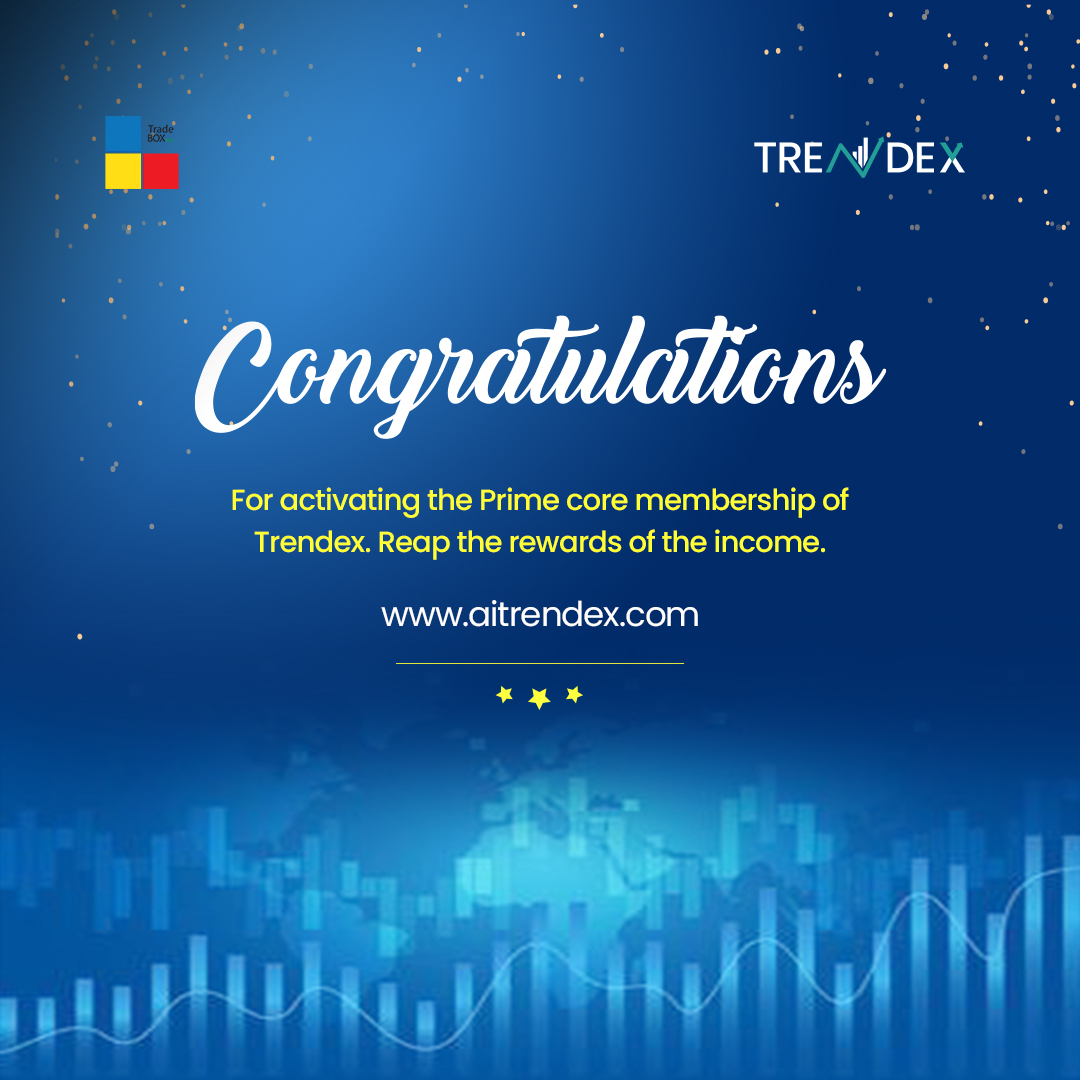 Trade
BOX
TRENDEX
Congratulations
For activating the Prime core membership of
Trendex. Reap the rewards of the income.
www.aitrendex.com